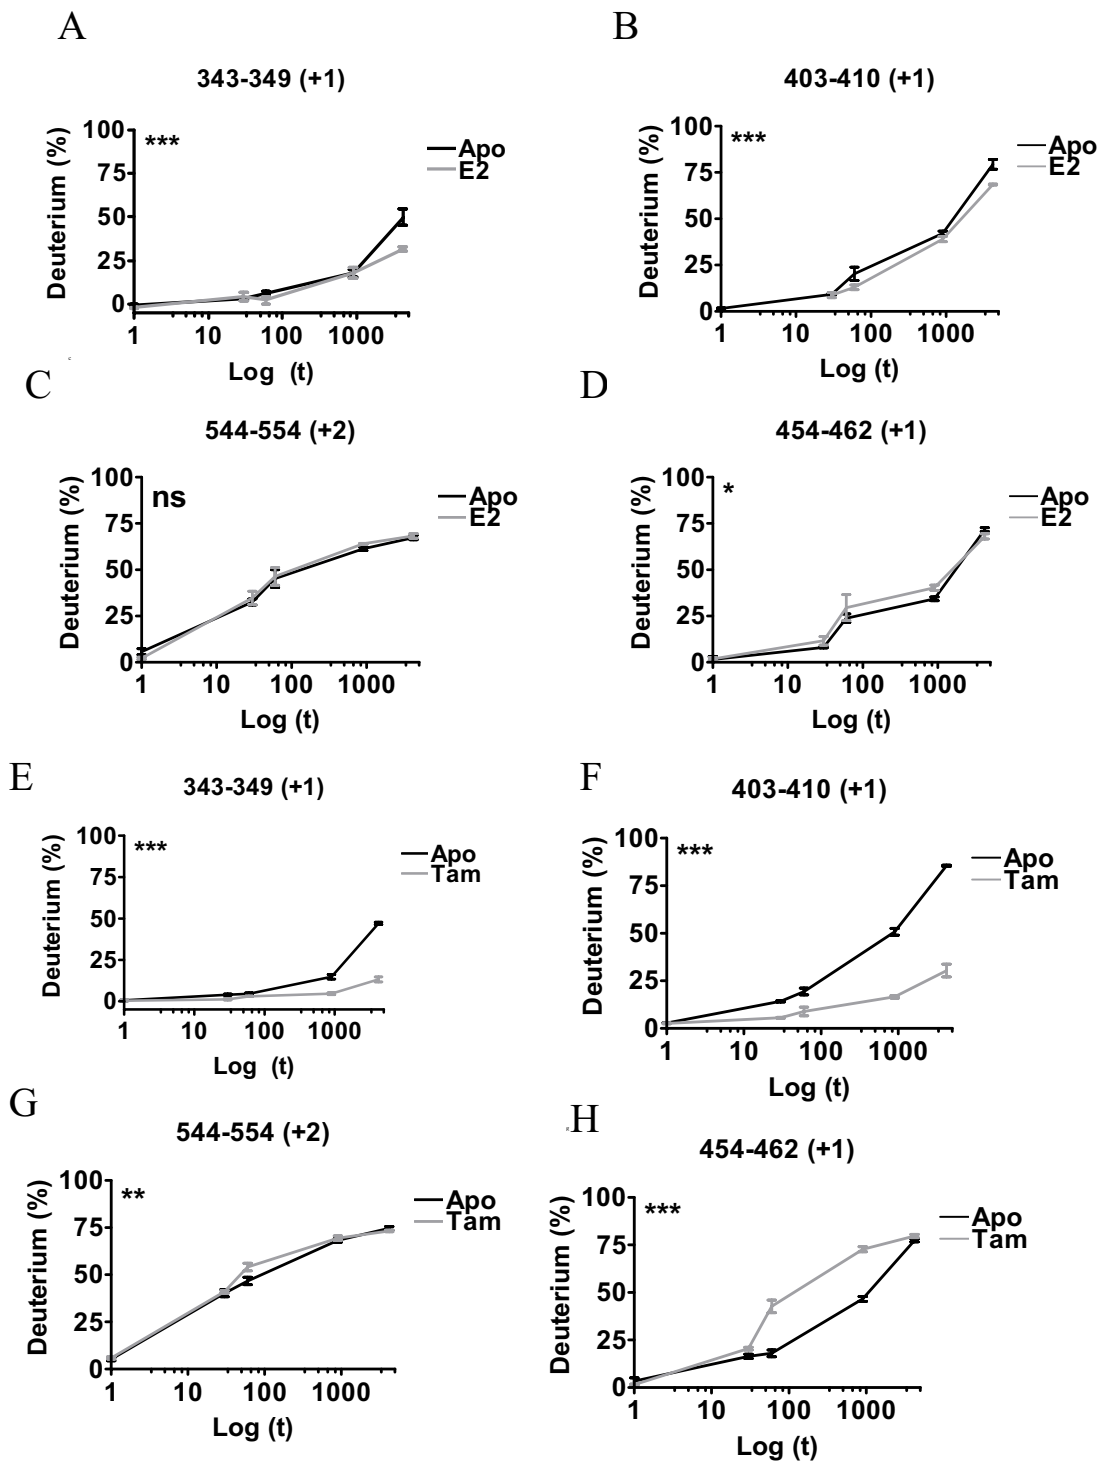 A
343-349 (+1)
Deuterium (%)
100
75
50
25
0
***
Apo
E2
1
10
100
1000
Log (t)
B
403-410 (+1)
Deuterium (%)
100
75
50
25
0
***
Apo
E2
1
10
100
1000
Log (t)
C
544-554 (+2)
Deuterium (%)
100
75
50
25
0
ns
Apo
E2
1
10
100
1000
Log (t)
D
454-462 (+1)
Deuterium (%)
100
75
50
25
0
*
Apo
E2
1
10
100
1000
Log (t)
E
343-349 (+1)
Deuterium (%)
100
75
50
25
0
***
Apo
Tam
1
10
100
1000
Log (t)
F
403-410 (+1)
Deuterium (%)
100
75
50
25
0
***
Apo
Tam
1
10
100
1000
Log (t)
G
544-554 (+2)
Deuterium (%)
100
75
50
25
0
**
Apo
Tam
1
10
100
1000
Log (t)
H
454-462 (+1)
Deuterium (%)
100
75
50
25
0
***
Apo
Tam
1
10
100
1000
Log (t)